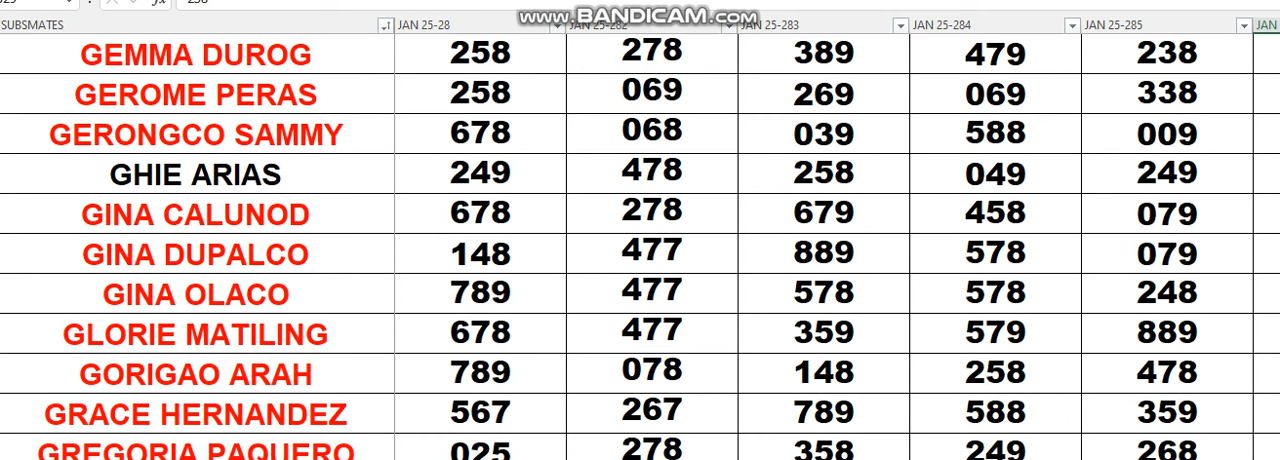 258
www.BANDICAM.com
SUBSMATES JAN 25-28 JAN 25-282 JAN 25-283 JAN 25-284 JAN 25-285 JAN
GEMMA DUROG 258 278 389 479 238
GEROME PERAS 258 069 269 069 338
GERONGCO SAMMY 678 068 039 588 009
GHIE ARIAS 249 478 258 049 249
GINA CALUNOD 678 278 679 458 079
GINA DUPALCO 148 477 889 578 079
GINA OLACO 789 477 578 578 248
GLORIE MATILING 678 477 359 579 889
GORIGAO ARAH 789 078 148 258 478
GRACE HERNANDEZ 567 267 789 588 359
GREGORIA PAQUERO 025 278 358 249 268